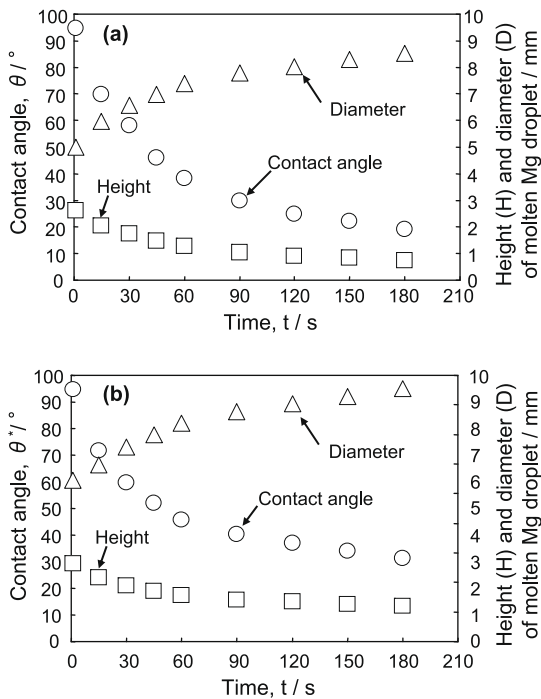 (a)
100
90
80
70
60
50
40
30
20
10
0
Contact angle, θ / °
10
9
8
7
6
5
4
3
2
1
0
Height (H) and diameter (D)
of molten Mg droplet / mm
Diameter
Contact angle
Height
0 30 60 90 120 150 180 210
Time, t / s
(b)
100
90
80
70
60
50
40
30
20
10
0
Contact angle, θ* / °
10
9
8
7
6
5
4
3
2
1
0
Height (H) and diameter (D)
of molten Mg droplet / mm
Diameter
Contact angle
Height
0 30 60 90 120 150 180 210
Time, t / s